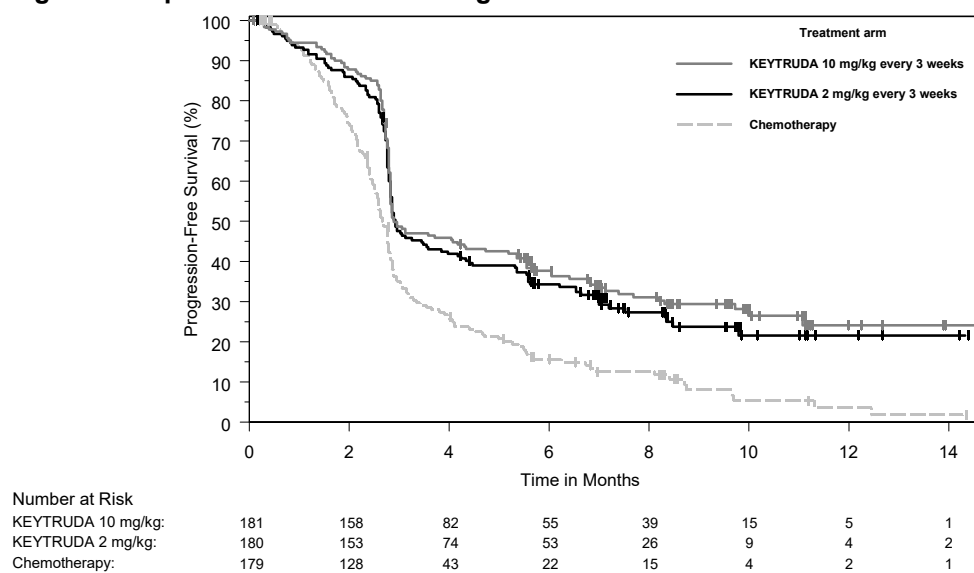 100
90
80
70
60
50
40
30
20
10
0
Progression-Free Survival (%)
Treatment arm
KEYTRUDA 10 mg/kg every 3 weeks
KEYTRUDA 2 mg/kg every 3 weeks
Chemotherapy
0 2 4 6 8 10 12 14
Time in Months
Number at Risk
KEYTRUDA 10 mg/kg: 181 158 82 55 39 15 5 1
KEYTRUDA 2 mg/kg: 180 153 74 53 26 9 4 2
Chemotherapy: 179 128 43 22 15 4 2 1